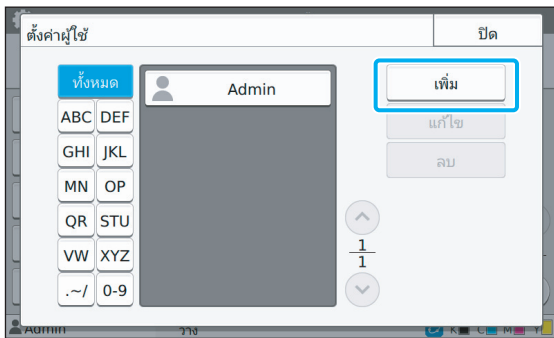 ตั้งค่าผู้ใช้
ปิด
ทั้งหมด
Admin
เพิ่ม
ABC DEF
แก้ไข
GHI JKL
ลบ
MN OP
QR STU
VW XYZ
1
1
.~/ 0-9
Admin
ว่าง
K C M Y